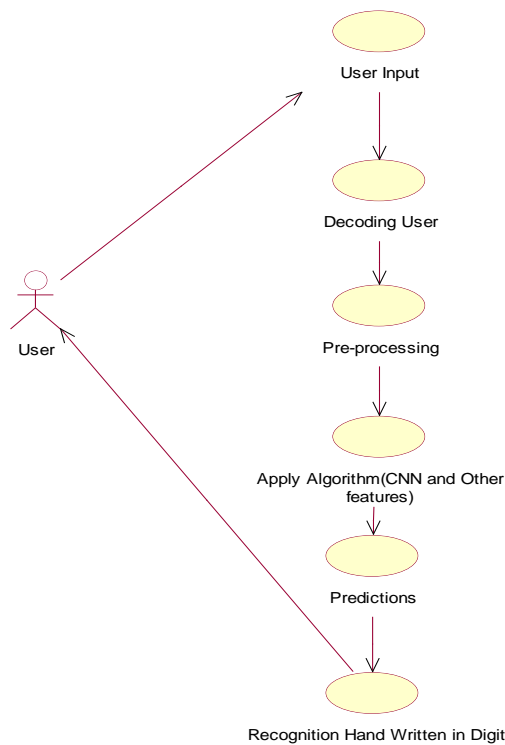 User Input
Decoding User
User
Pre-processing
Apply Algorithm(CNN and Other
features)
Predictions
Recognition Hand Written in Digit